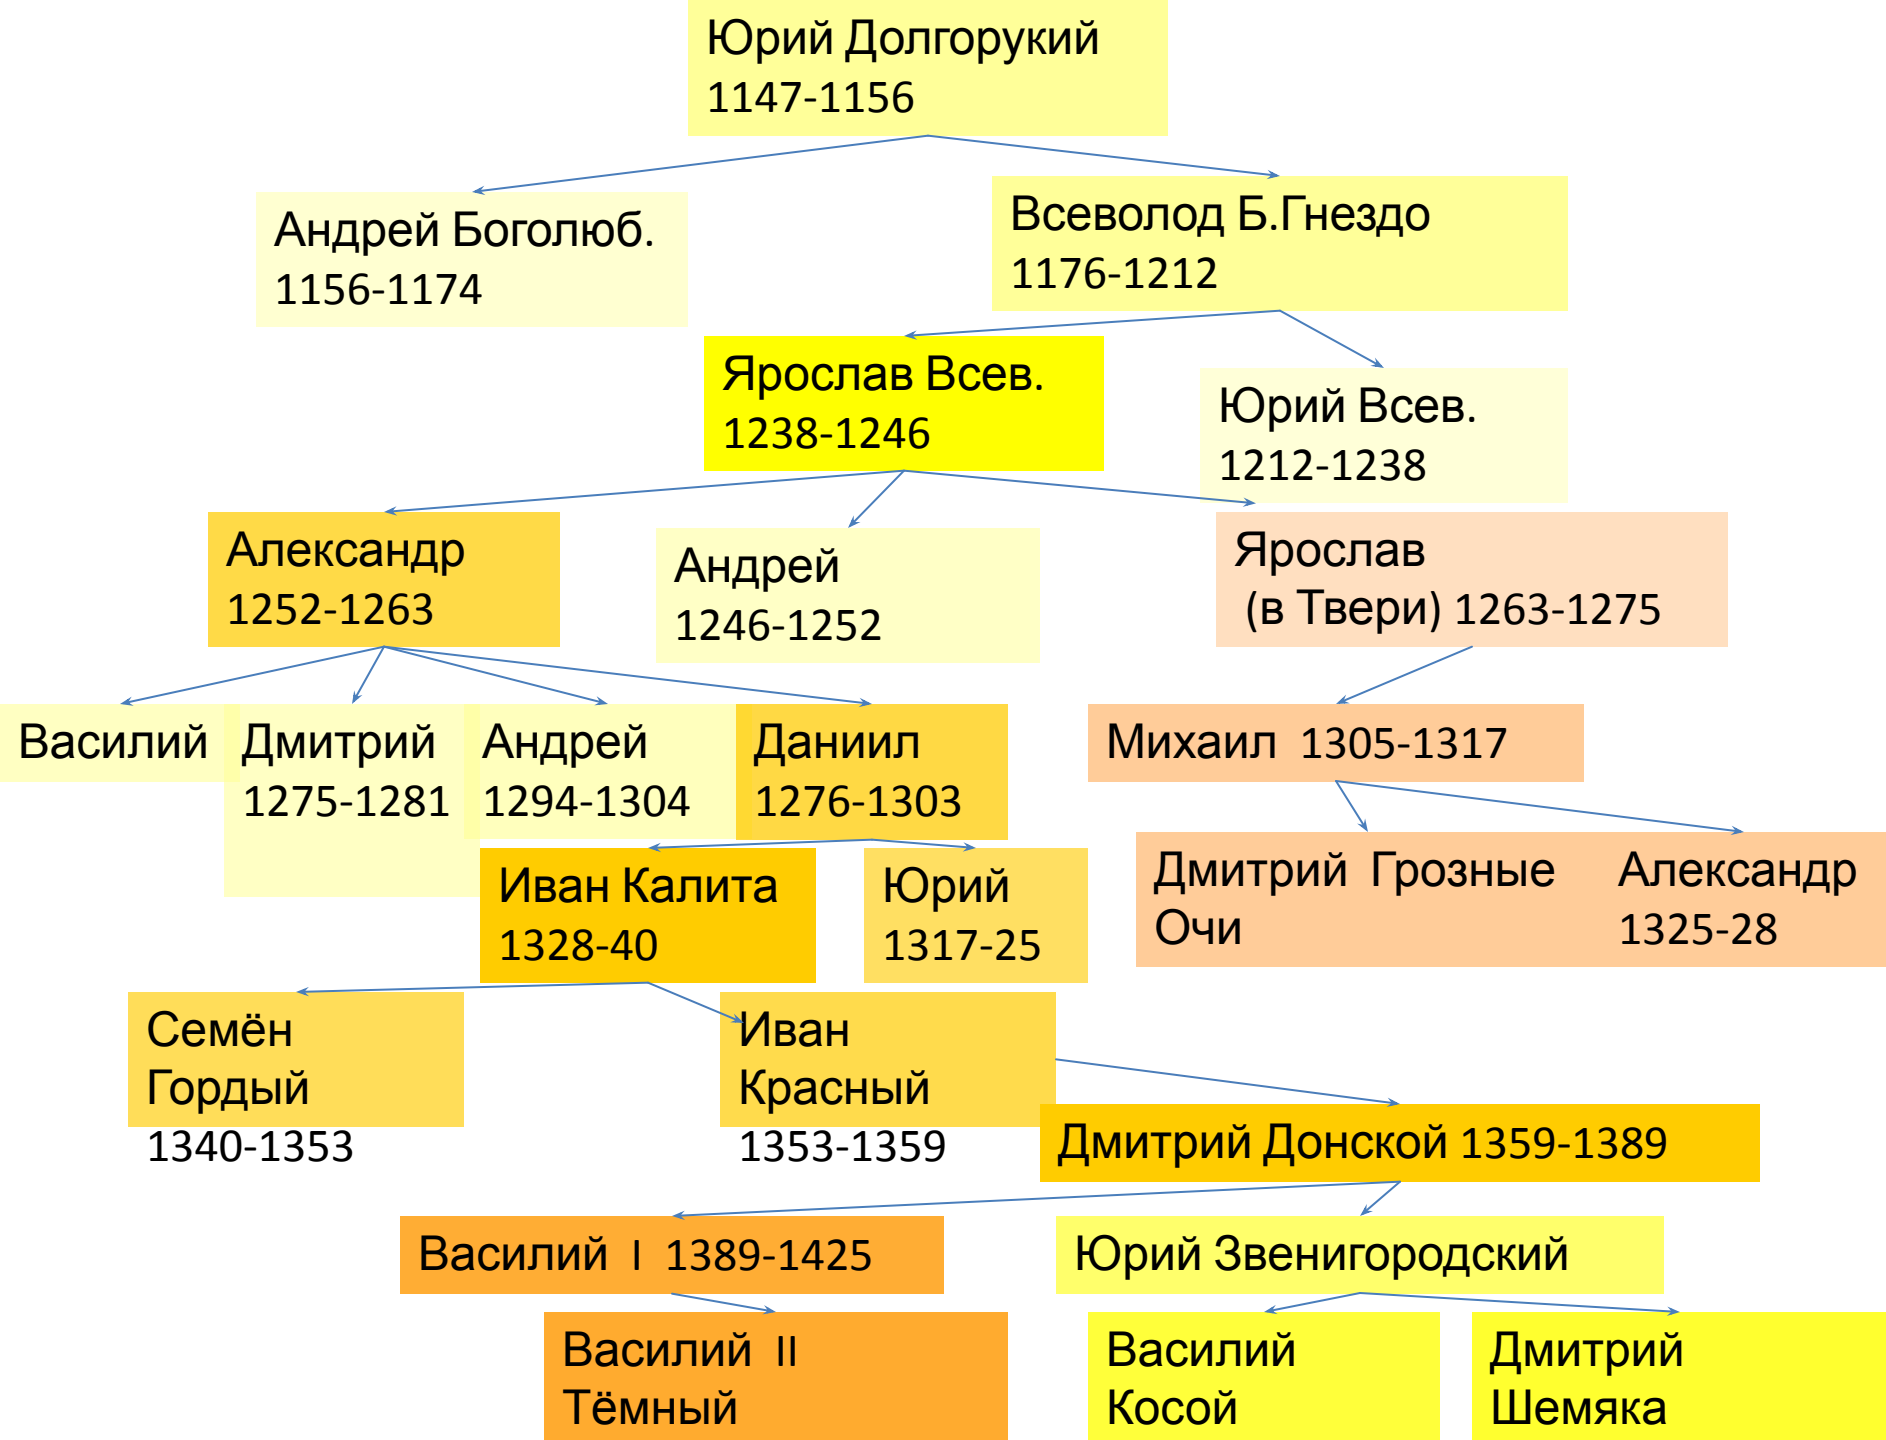 Юрий Долгорукий
1147-1156
Андрей Боголюб.
1156-1174
Всеволод Б.Гнездо
1176-1212
Ярослав Всев.
1238-1246
Юрий Всев.
1212-1238
Александр
1252-1263
Андрей
1246-1252
Ярослав
(в Твери) 1263-1275
Василий
Дмитрий
1275-1281
Андрей
1294-1304
Даниил
1276-1303
Михаил 1305-1317
Иван Калита
1328-40
Юрий
1317-25
Дмитрий Грозные
Очи
Александр
1325-28
Семён
Гордый
1340-1353
Иван
Красный
1353-1359
Дмитрий Донской 1359-1389
Василий I 1389-1425
Юрий Звенигородский
Василий II
Тёмный
Василий
Косой
Дмитрий
Шемяка